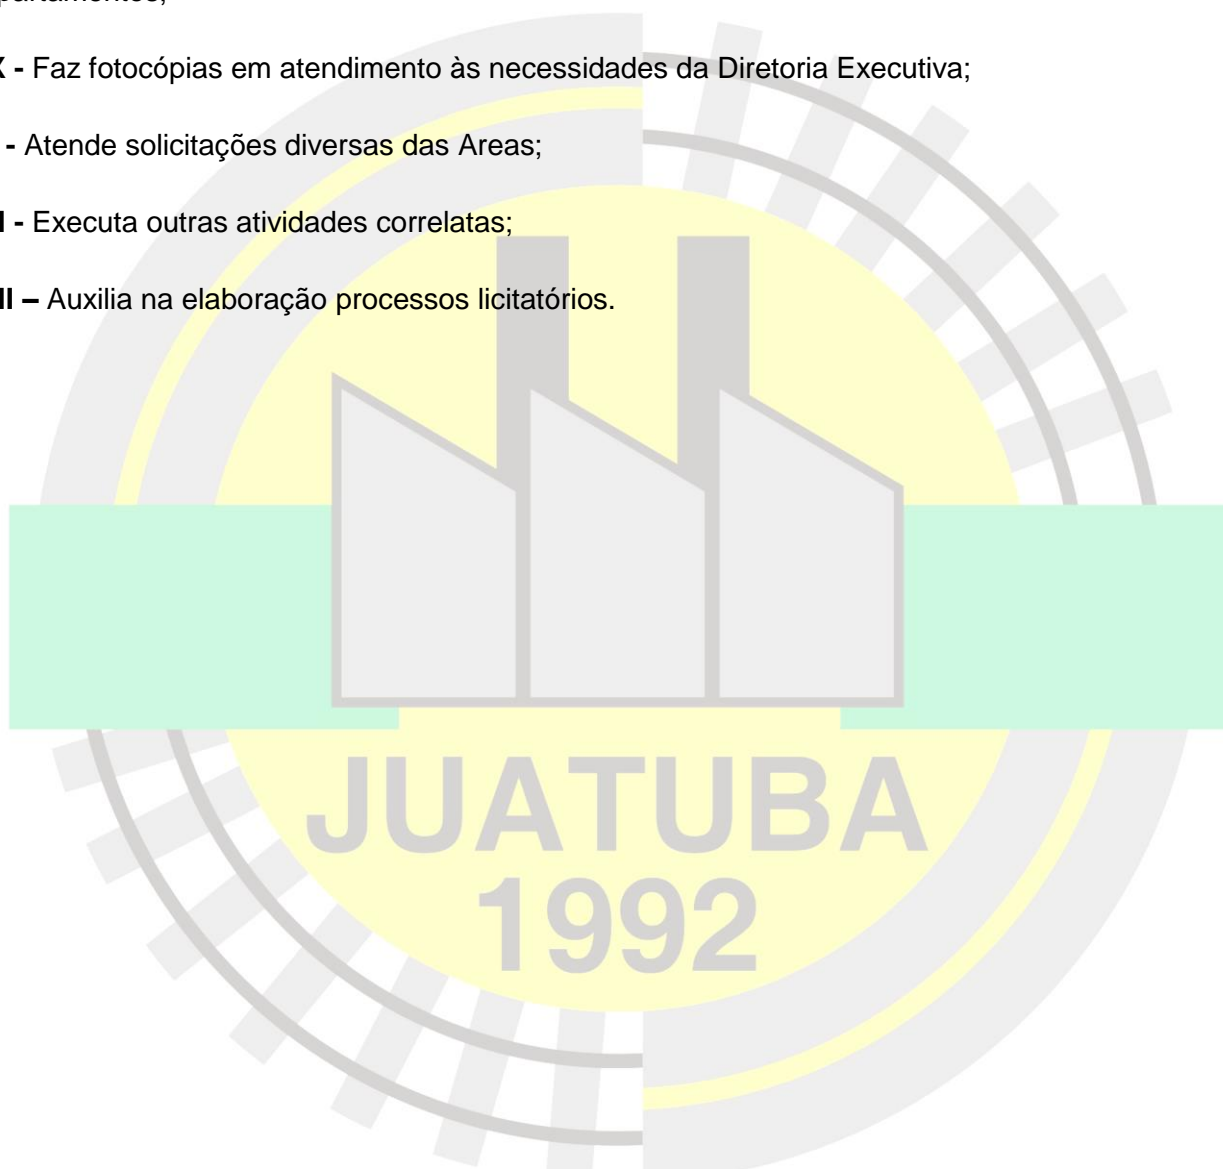 partamentos;
X - Faz fotocópias em atendimento às necessidades da Diretoria Executiva;
- Atende solicitações diversas das Areas;
I - Executa outras atividades correlatas;
II – Auxilia na elaboração processos licitatórios.
JUATUBA
1992